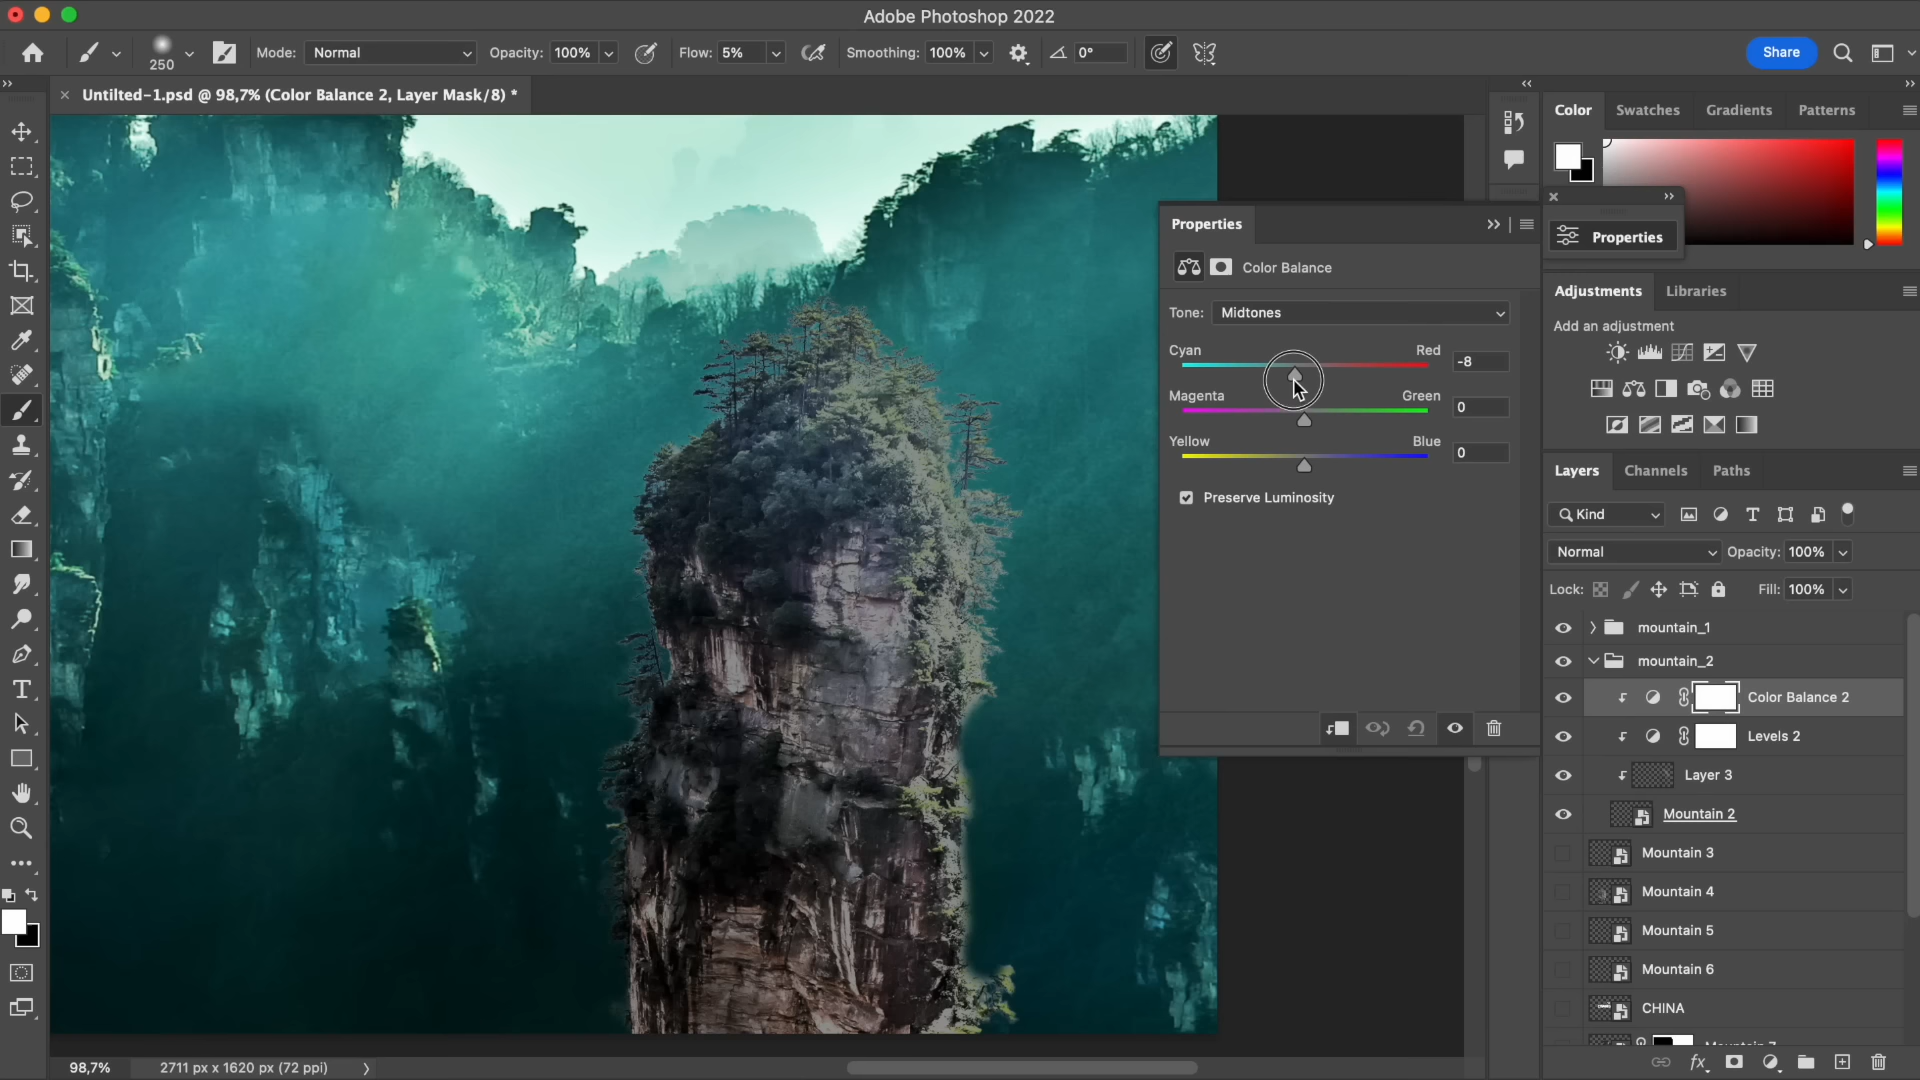 Adobe Photoshop 2022
250
Mode: Normal Opacity: 100% Flow: 5% Smoothing: 100% 0°
Share
× Untilted-1.psd @ 98,7% (Color Balance 2, Layer Mask/8) *
Color Swatches Gradients Patterns
Properties
Properties
Color Balance
Tone: Midtones
Cyan Red -8
Magenta Green 0
Yellow Blue 0
Preserve Luminosity
Adjustments Libraries
Add an adjustment
Layers Channels Paths
Kind
Normal Opacity: 100%
Lock: Fill: 100%
mountain_1
mountain_2
Color Balance 2
Levels 2
Layer 3
Mountain 2
Mountain 3
Mountain 4
Mountain 5
Mountain 6
CHINA
98,7% 2711 px x 1620 px (72 ppi)